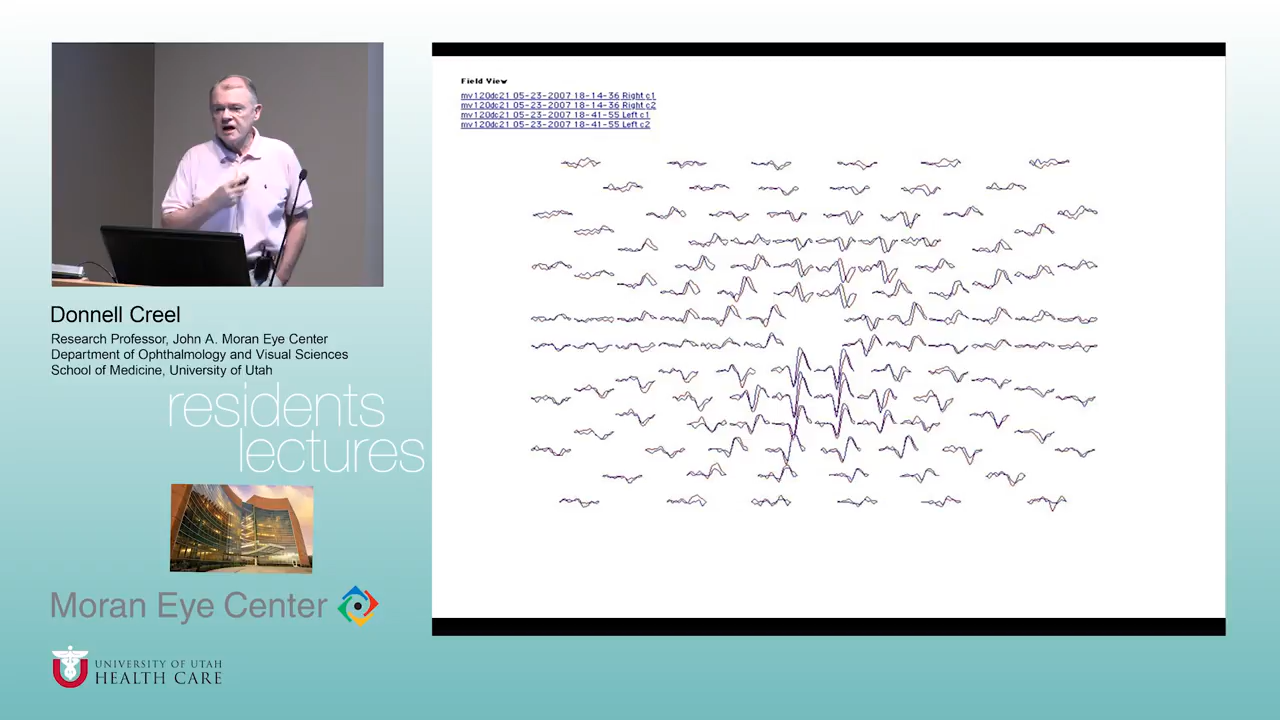 Field View
mv120dc21 05-23-2007 18-14-36 Right c1
mv120dc21 05-23-2007 18-14-36 Right c2
mv120dc21 05-23-2007 18-41-55 Left c1
mv120dc21 05-23-2007 18-41-55 Left c2
Donnell Creel
Research Professor, John A. Moran Eye Center
Department of Ophthalmology and Visual Sciences
School of Medicine, University of Utah
residents
lectures
Moran Eye Center
UNIVERSITY OF UTAH
HEALTH CARE